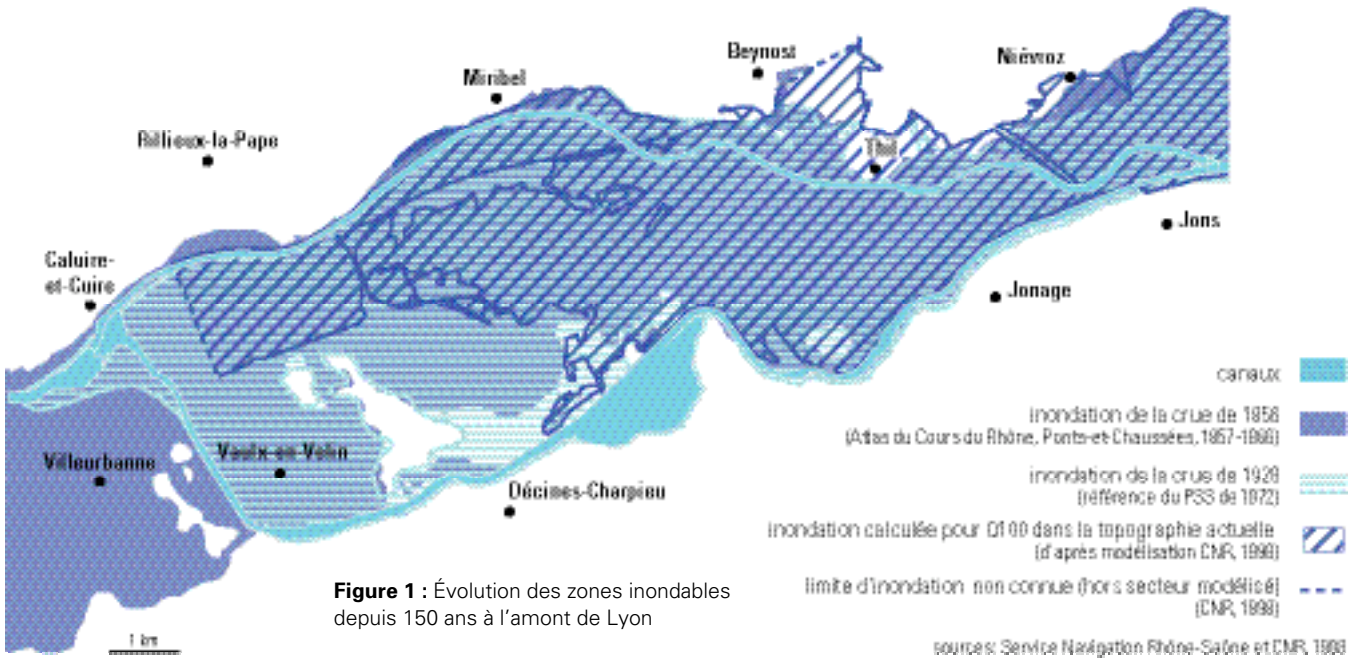 Beynost
Niévroz
Miribel
Rillieux-la-Pape
Thil
Jons
Caluire-
et-Cuire
Jonage
canaux
inondation de la crue de 1856
(Atlas du Cours du Rhône, Ponts-et-Chaussées, 1857-1866)
Villeurbanne
Vaulx-en-Velin
inondation de la crue de 1928
(référence du PSS de 1972)
Décines-Charpieu
inondation calculée pour Q100 dans la topographie actuelle
(d'après modélisation CNR, 1998)
limite d'inondation non connue (hors secteur modélisé)
(CNR, 1998)
Figure 1 : Évolution des zones inondables
depuis 150 ans à l'amont de Lyon
1 km
sources: Service Navigation Rhône-Saône et CNR, 1998